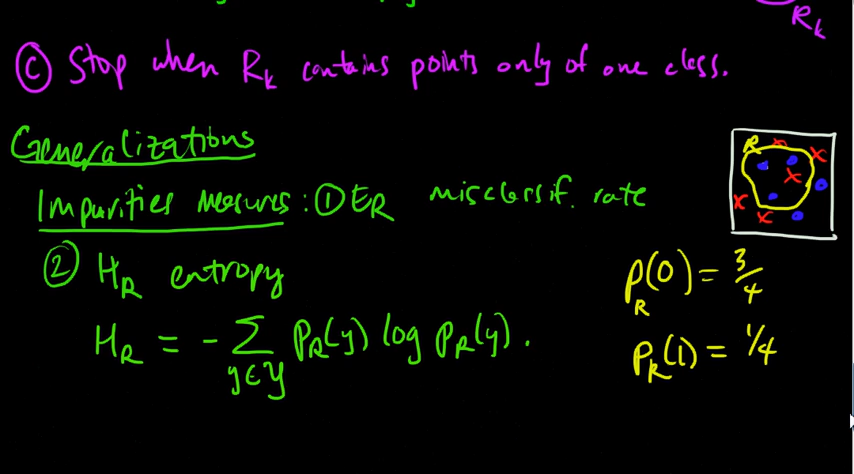 R_k
ⓒ Stop when R_k contains points only of one class.
Generalizations
R
Impurities measures: ① E_R misclassif. rate
② H_R entropy
P_R(0) = 3/4
H_R = - Σ_{y∈Y} P_R(y) log P_R(y).
P_R(1) = 1/4